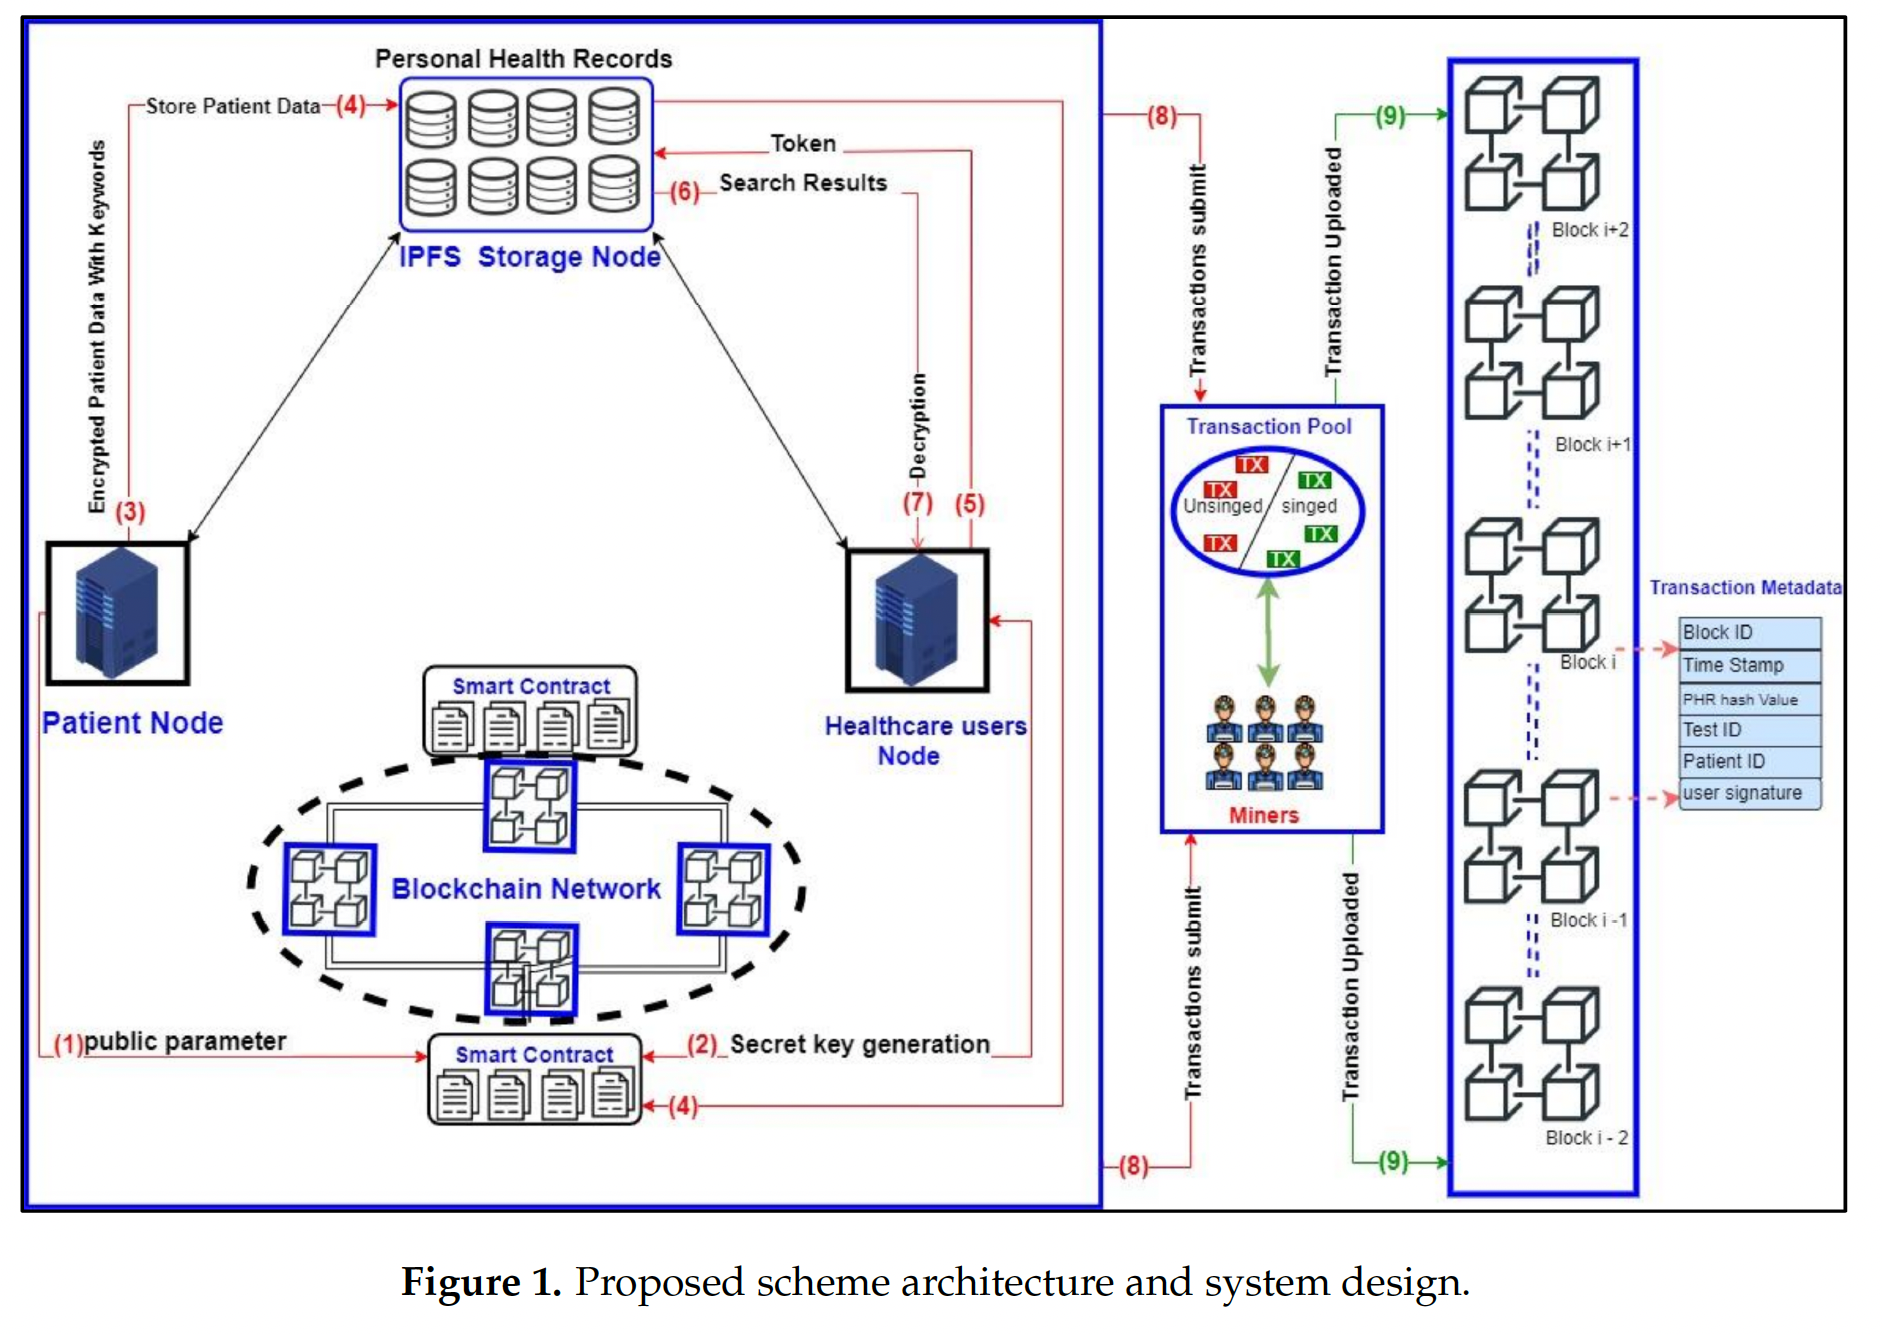 Personal Health Records
Store Patient Data
(4)
Encrypted Patient Data With Keywords
(3)
Token
(6)
Search Results
IPFS Storage Node
Decryption
(7)
(5)
Patient Node
Healthcare users
Node
Smart Contract
Blockchain Network
(1)
public parameter
(2)
Secret key generation
Smart Contract
(4)
(8)
Transactions submit
(9)
Transaction Uploaded
Transaction Pool
TX
TX
TX
TX
Unsinged
singed
TX
TX
TX
Miners
Transactions submit
(8)
Transaction Uploaded
(9)
Block i+2
Block i+1
Block i
Block i -1
Block i - 2
Transaction Metadata
Block ID
Time Stamp
PHR hash Value
Test ID
Patient ID
user signature
Figure 1. Proposed scheme architecture and system design.